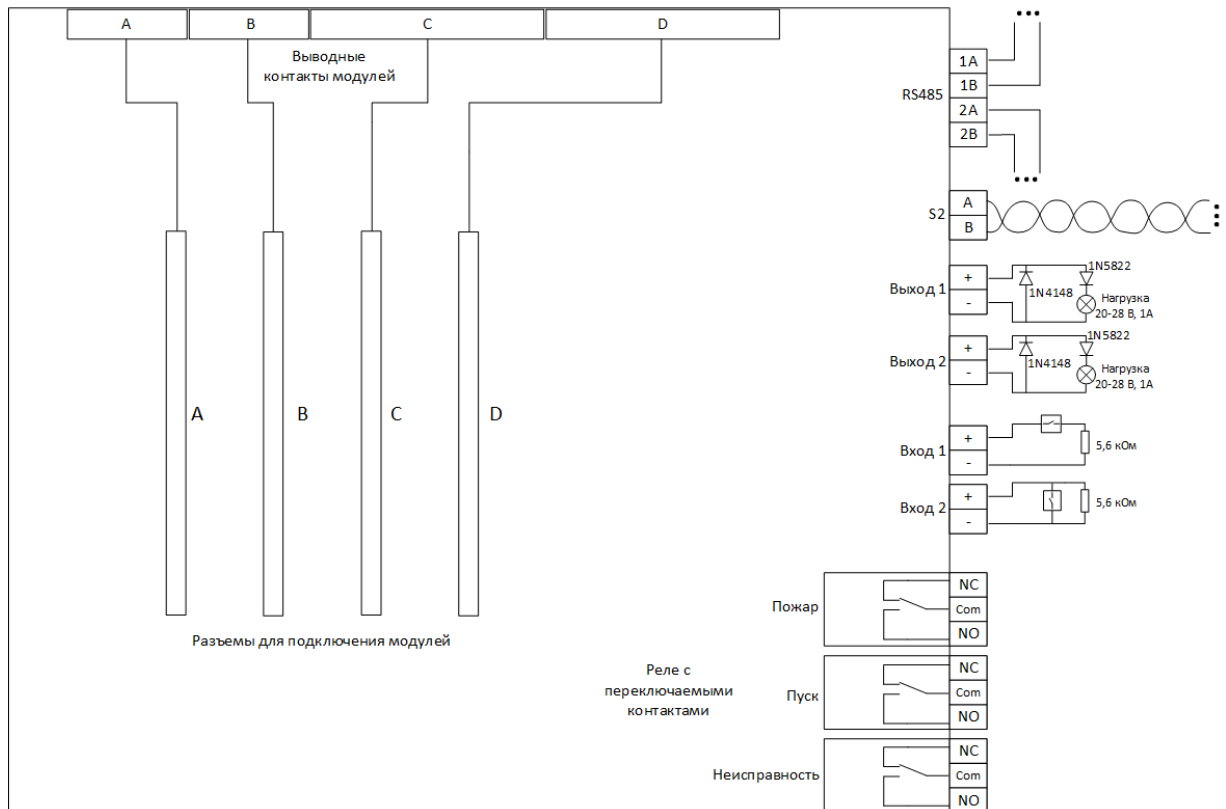 A
B
C
D
Выводные
контакты модулей
RS485
1A
1B
2A
2B
S2
A
B
Выход 1
+
-
1N4148
1N5822
Нагрузка
20-28 В, 1А
Выход 2
+
-
1N4148
1N5822
Нагрузка
20-28 В, 1А
A
B
C
D
Вход 1
+
-
5,6 кОм
Вход 2
+
-
5,6 кОм
Разъемы для подключения модулей
Реле с
переключаемыми
контактами
Пожар
NC
Com
NO
Пуск
NC
Com
NO
Неисправность
NC
Com
NO